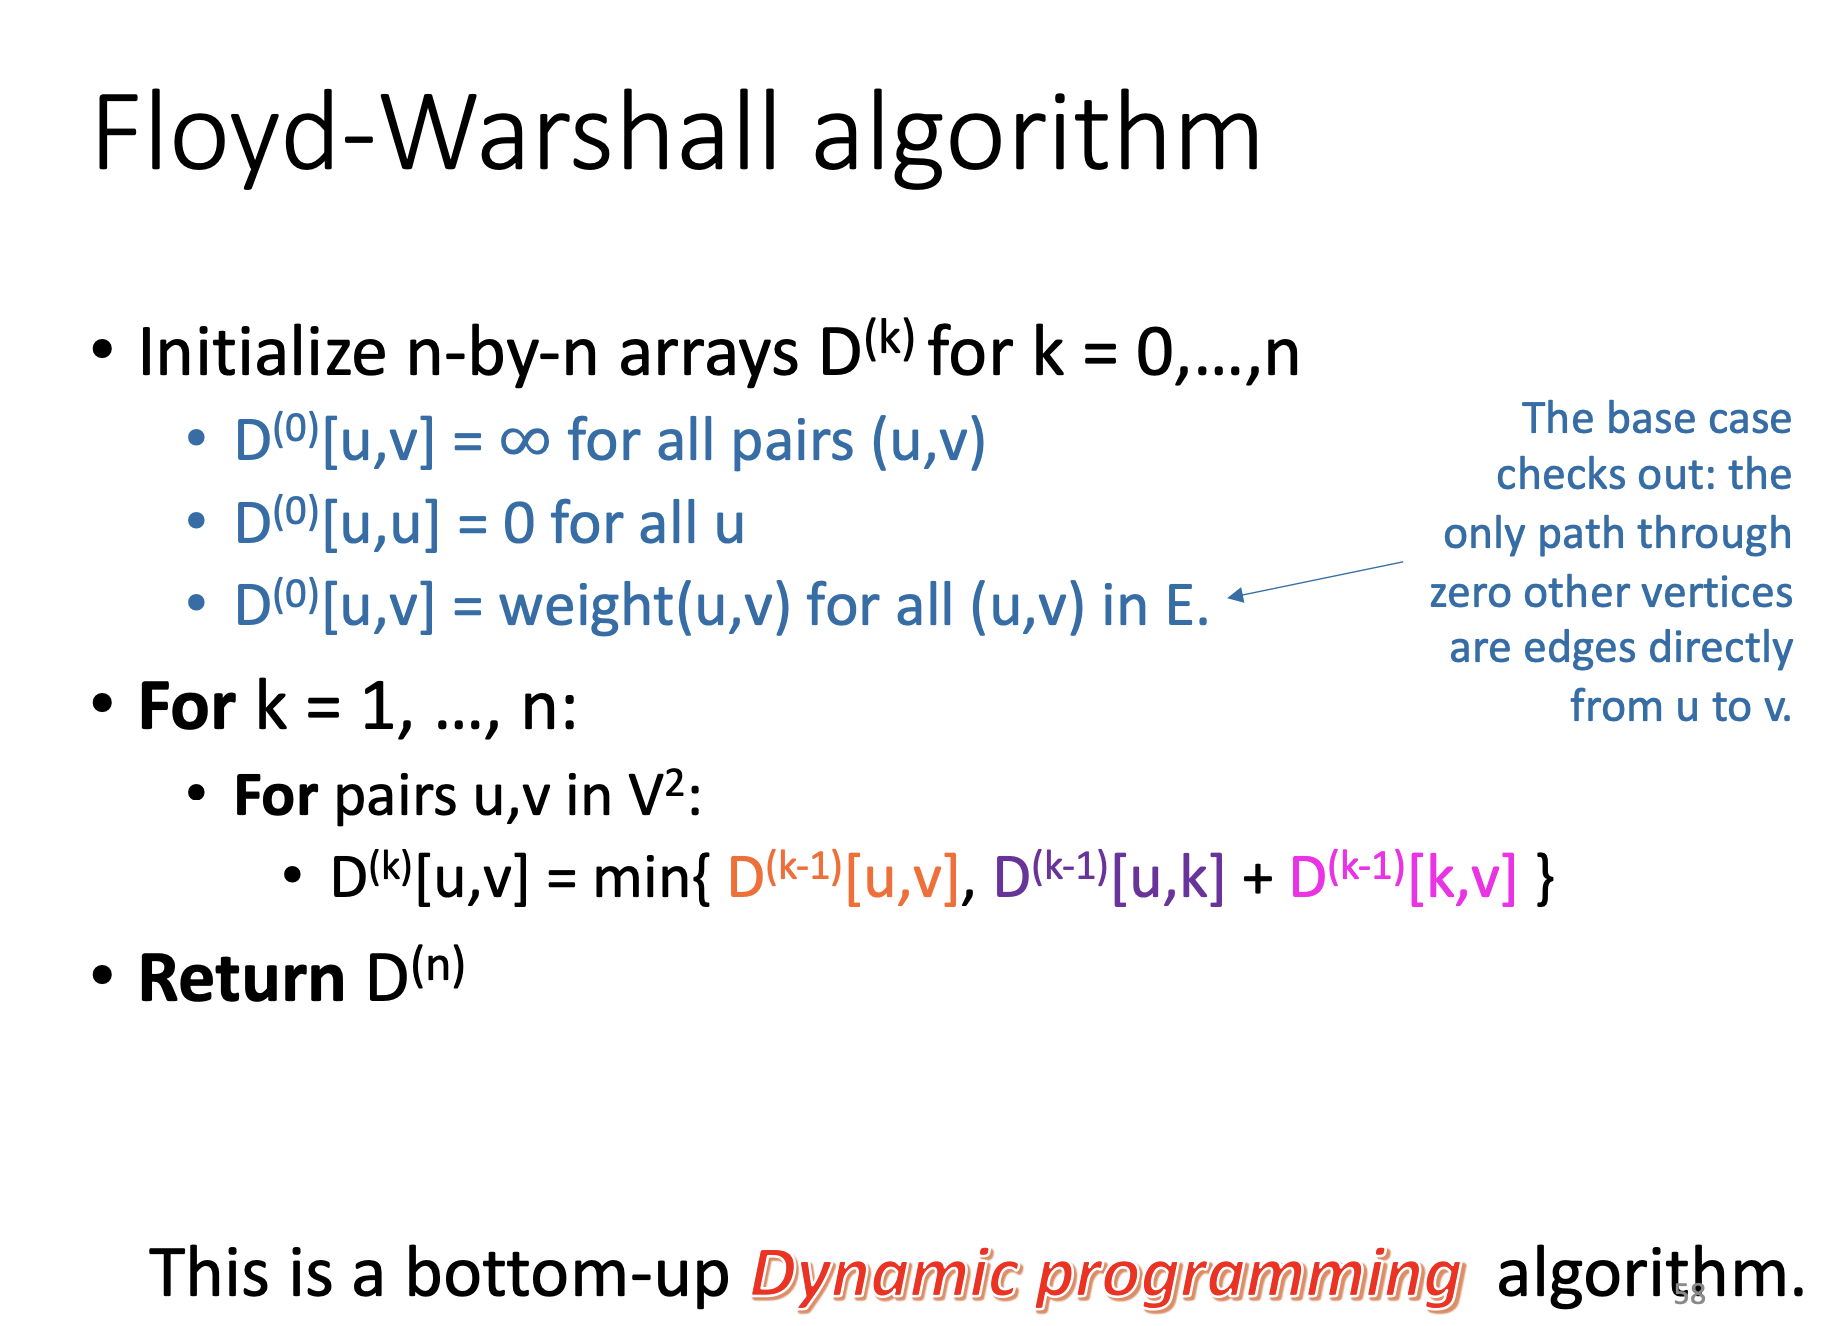 Floyd-Warshall algorithm
• Initialize n-by-n arrays D⁽ᵏ⁾ for k = 0,…,n
• D⁽⁰⁾[u,v] = ∞ for all pairs (u,v)
• D⁽⁰⁾[u,u] = 0 for all u
• D⁽⁰⁾[u,v] = weight(u,v) for all (u,v) in E.
The base case
checks out: the
only path through
zero other vertices
are edges directly
from u to v.
• For k = 1, …, n:
• For pairs u,v in V²:
• D⁽ᵏ⁾[u,v] = min{ D⁽ᵏ⁻¹⁾[u,v], D⁽ᵏ⁻¹⁾[u,k] + D⁽ᵏ⁻¹⁾[k,v] }
• Return D⁽ⁿ⁾
This is a bottom-up Dynamic programming algorithm.
58